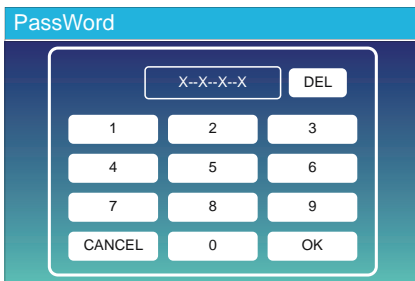 PassWord
X--X--X--X DEL
1 2 3
4 5 6
7 8 9
CANCEL 0 OK